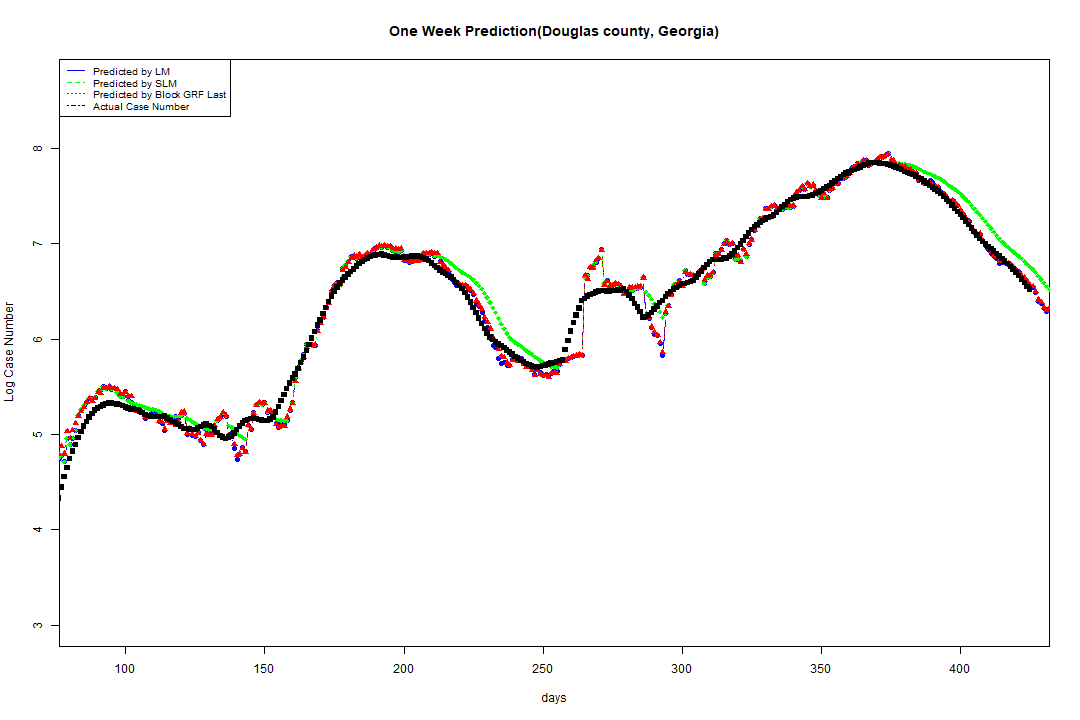 One Week Prediction(Douglas county, Georgia)
Predicted by LM
Predicted by SLM
Predicted by Block GRF Last
Actual Case Number
8
7
6
5
4
3
Log Case Number
100 150 200 250 300 350 400
days